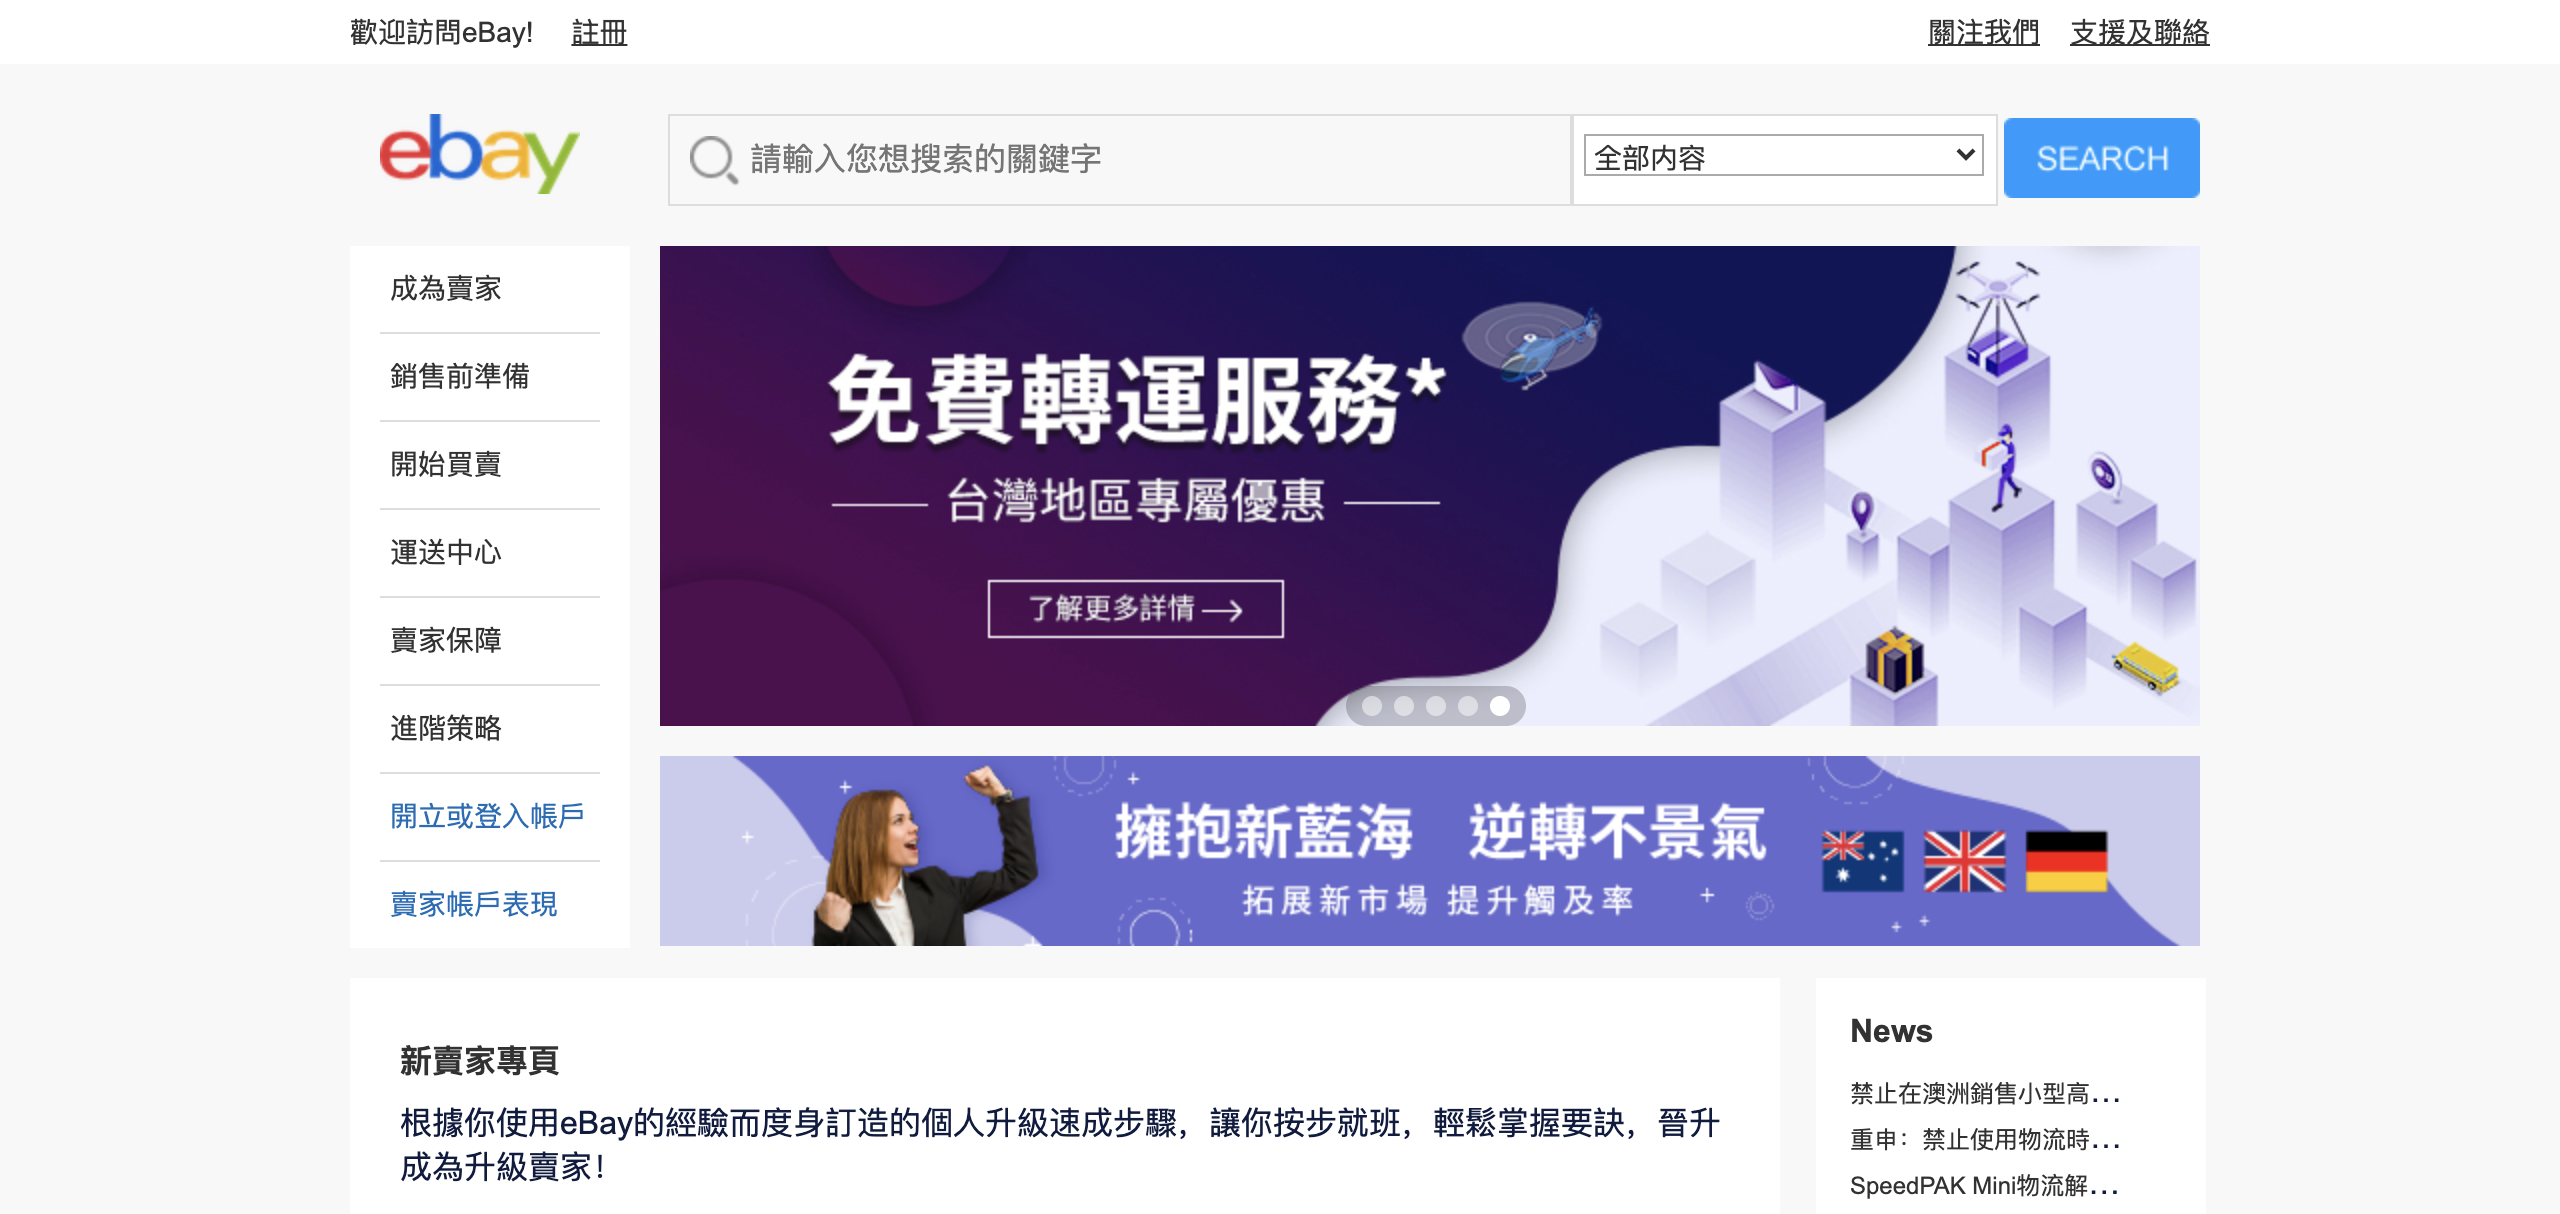 歡迎訪問eBay! 註冊 關注我們 支援及聯絡
ebay
請輸入您想搜索的關鍵字 全部内容 SEARCH
成為賣家
銷售前準備
開始買賣
運送中心
賣家保障
進階策略
開立或登入帳戶
賣家帳戶表現
免費轉運服務*
台灣地區專屬優惠
了解更多詳情
擁抱新藍海 逆轉不景氣
拓展新市場 提升觸及率
新賣家專頁
根據你使用eBay的經驗而度身訂造的個人升級速成步驟，讓你按步就班，輕鬆掌握要訣，晉升
成為升級賣家！
News
禁止在澳洲銷售小型高...
重申：禁止使用物流時...
SpeedPAK Mini物流解...